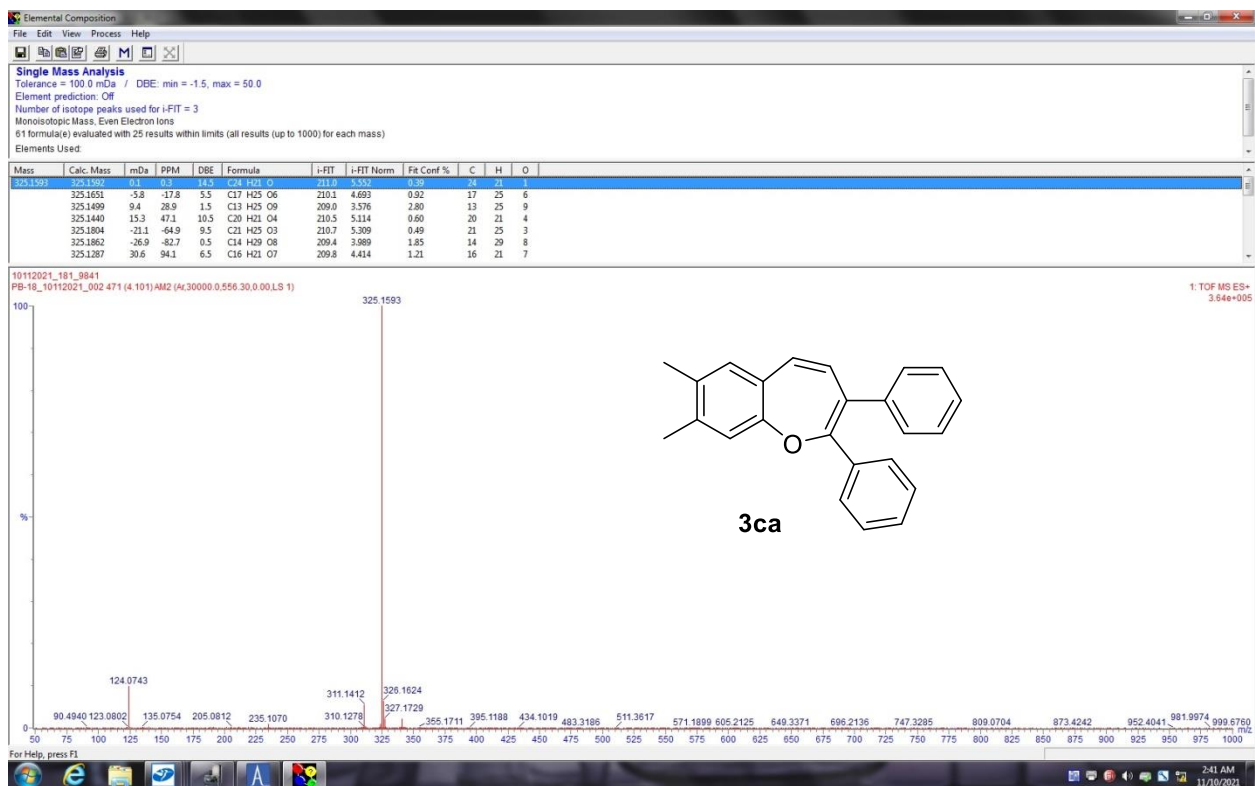 Elemental Composition
File Edit View Process Help
Single Mass Analysis
Tolerance = 100.0 mDa / DBE: min = -1.5, max = 50.0
Element prediction: Off
Number of isotope peaks used for i-FIT = 3
Monoisotopic Mass, Even Electron Ions
61 formula(e) evaluated with 25 results within limits (all results (up to 1000) for each mass)
Elements Used:
Mass Calc. Mass mDa PPM DBE Formula i-FIT i-FIT Norm Fit Conf % C H O
325.1593 325.1592 0.1 0.3 14.5 C24 H21 O 211.0 5.552 0.39 24 21 1
325.1651 -5.8 -17.8 5.5 C17 H25 O6 210.1 4.693 0.92 17 25 6
325.1499 9.4 28.9 1.5 C13 H25 O9 209.0 3.576 2.80 13 25 9
325.1440 15.3 47.1 10.5 C20 H21 O4 210.5 5.114 0.60 20 21 4
325.1804 -21.1 -64.9 9.5 C21 H25 O3 210.7 5.309 0.49 21 25 3
325.1862 -26.9 -82.7 0.5 C14 H29 O8 209.4 3.989 1.85 14 29 8
325.1287 30.6 94.1 6.5 C16 H21 O7 209.8 4.414 1.21 16 21 7
10112021_181_9841
PB-18_10112021_002 471 (4.101) AM2 (Ar,30000.0,556.30,0.00,LS 1)
1: TOF MS ES+
3.64e+005
100
325.1593
O
3ca
%
124.0743
311.1412
326.1624
327.1729
90.4940 123.0802 135.0754 205.0812 235.1070 310.1278 355.1711 395.1188 434.1019 483.3186 511.3617 571.1899 605.2125 649.3371 696.2136 747.3285 809.0704 873.4242 952.4041 981.9974 999.6760
0
m/z
50 75 100 125 150 175 200 225 250 275 300 325 350 375 400 425 450 475 500 525 550 575 600 625 650 675 700 725 750 775 800 825 850 875 900 925 950 975 1000
For Help, press F1
2:41 AM
11/10/2021